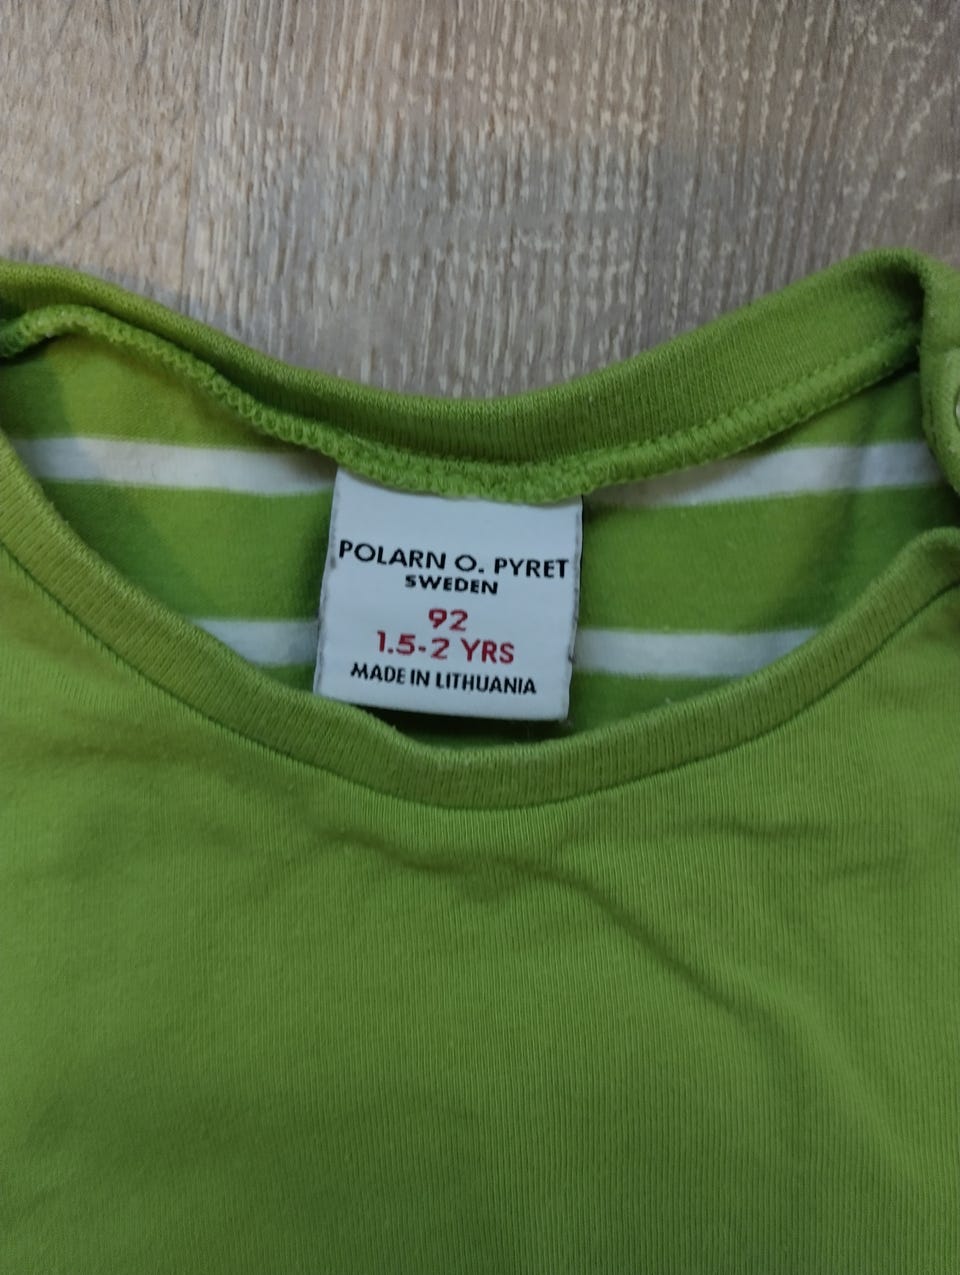 POLARN O. PYRET
SWEDEN
92
1.5-2 YRS
MADE IN LITHUANIA